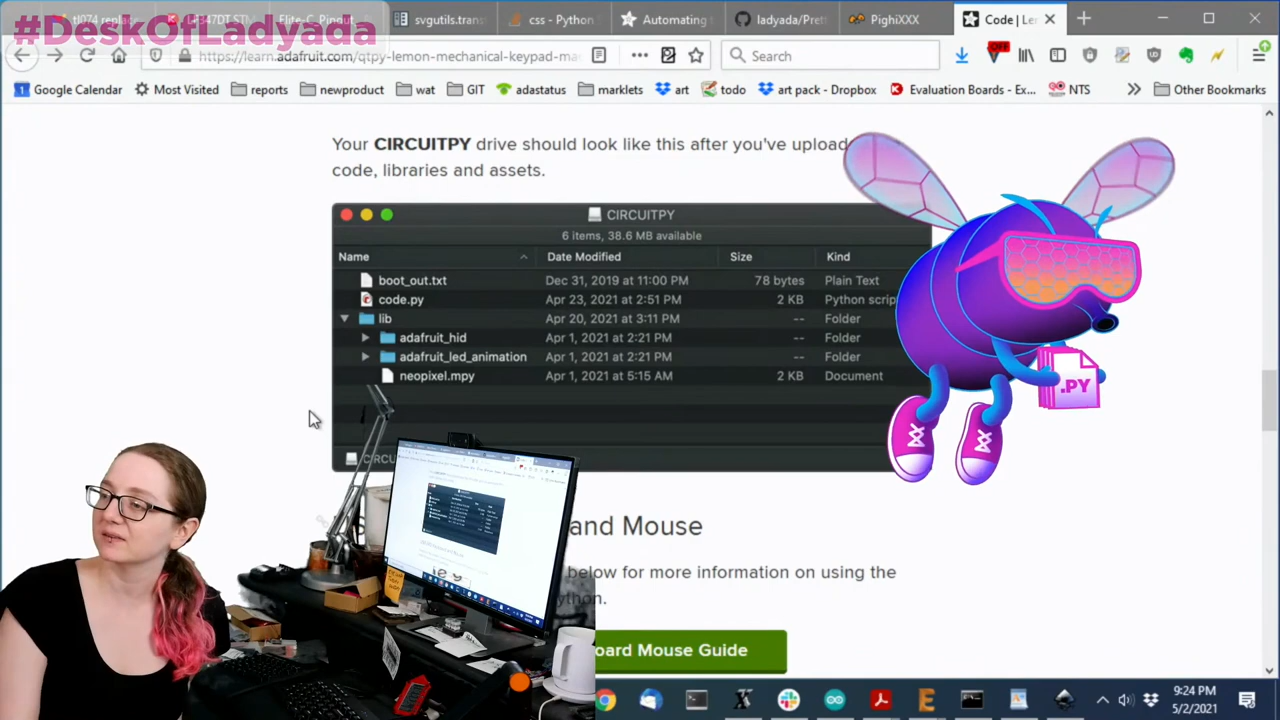 #DeskOfLadyada
svgutils.trans
css - Python
Automating
ladyada/Pret
PighiXXX
Code | Le
https://learn.adafruit.com/qtpy-lemon-mechanical-keypad-ma
Search
OFF
Google Calendar
Most Visited
reports
newproduct
wat
GIT
adastatus
marklets
art
todo
art pack - Dropbox
Evaluation Boards - Ex...
NTS
Other Bookmarks
Your CIRCUITPY drive should look like this after you've upload
code, libraries and assets.
CIRCUITPY
6 items, 38.6 MB available
Name Date Modified Size Kind
boot_out.txt Dec 31, 2019 at 11:00 PM 78 bytes Plain Text
code.py Apr 23, 2021 at 2:51 PM 2 KB Python scrip
lib Apr 20, 2021 at 3:11 PM -- Folder
adafruit_hid Apr 1, 2021 at 2:21 PM -- Folder
adafruit_led_animation Apr 1, 2021 at 2:21 PM -- Folder
neopixel.mpy Apr 1, 2021 at 5:15 AM 2 KB Document
.PY
CIRCU
and Mouse
below for more information on using the
ython.
oard Mouse Guide
9:24 PM
5/2/2021